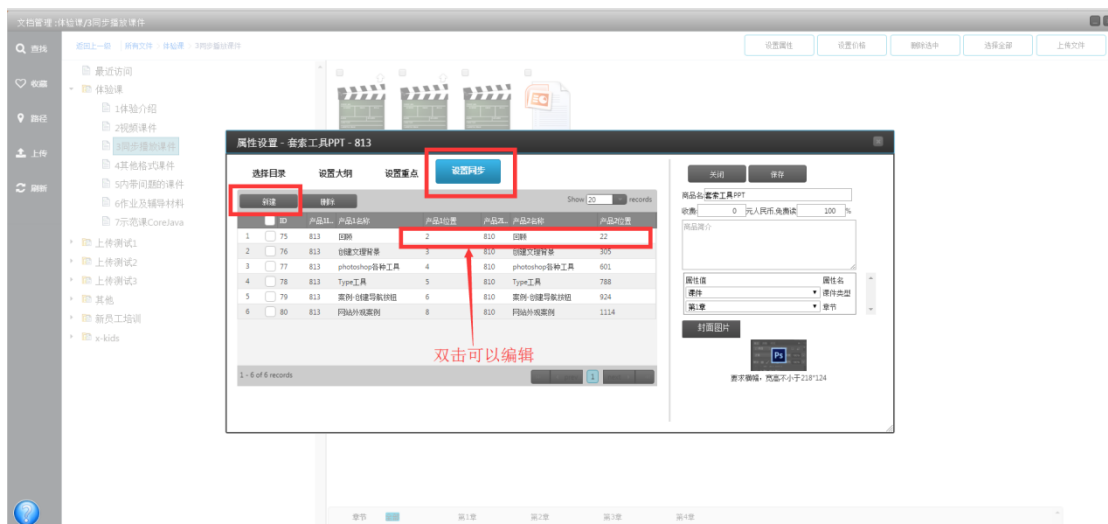 文档管理:体验课/3同步播放课件
查找
收藏
路径
上传
刷新
返回上一级 | 所有文件 : 体验课 : 3同步播放课件
设置属性 设置价格 删除选中 选择全部 上传文件
最近访问
体验课
1体验介绍
2视频课件
3同步播放课件
4其他格式课件
5内带问题的课件
6作业及辅导材料
7示范课CoreJava
上传测试1
上传测试2
上传测试3
其他
新员工培训
x-kids
属性设置 - 套索工具PPT - 813
选择目录 设置大纲 设置重点 设置同步
新建 删除 Show 20 records
ID 产品1I... 产品1名称 产品1位置 产品2I... 产品2名称 产品2位置
1 75 813 回顾 2 810 回顾 22
2 76 813 创建文理背景 3 810 创建文理背景 305
3 77 813 photoshop各种工具 4 810 photoshop各种工具 601
4 78 813 Type工具 5 810 Type工具 788
5 79 813 案例-创建导航按钮 6 810 案例-创建导航按钮 924
6 80 813 网站外观案例 8 810 网站外观案例 1114
双击可以编辑
1 - 6 of 6 records
1
关闭 保存
商品名 套索工具PPT
收费 0 元人民币,免费读 100 %
商品简介
属性值 属性名
课件 课件类型
第1章 章节
封面图片
Ps
要求横幅，宽高不小于218*124
章节 第1章 第2章 第3章 第4章